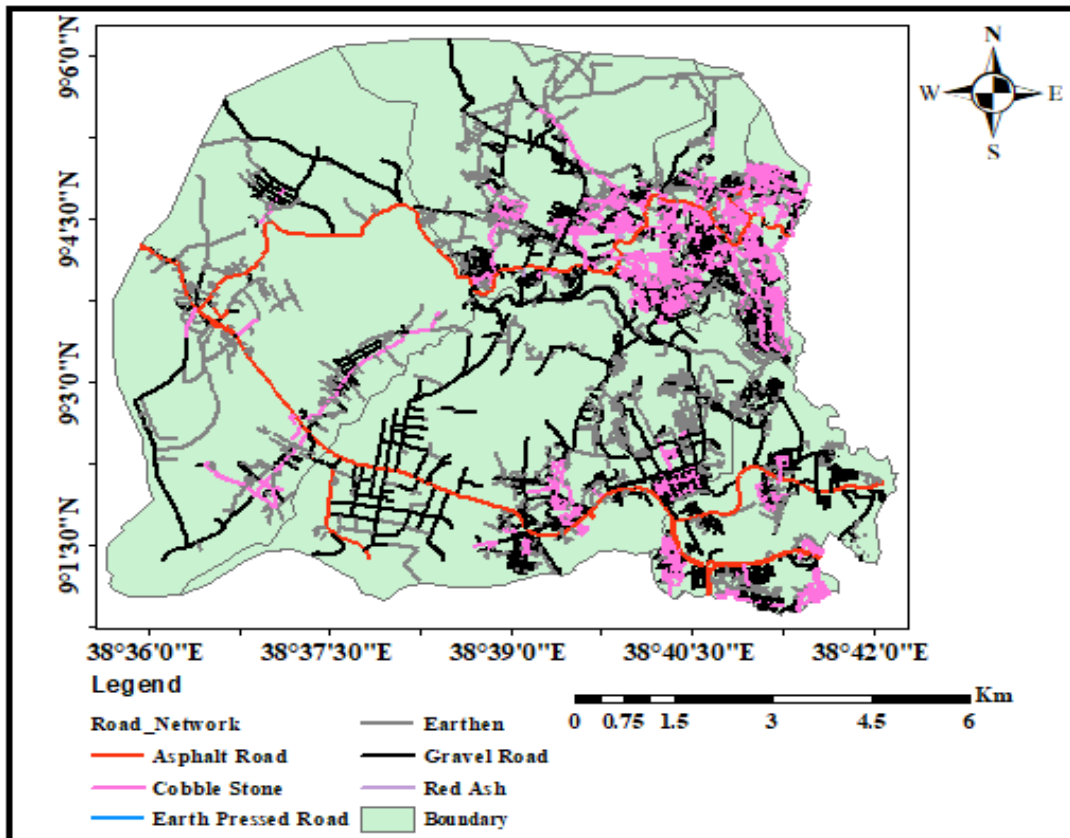 N
W E
S
9°6'0"N
9°4'30"N
9°3'0"N
9°1'30"N
38°36'0"E 38°37'30"E 38°39'0"E 38°40'30"E 38°42'0"E
Legend
Road_Network
Asphalt Road
Cobble Stone
Earth Pressed Road
Earthen
Gravel Road
Red Ash
Boundary
Km
0 0.75 1.5 3 4.5 6